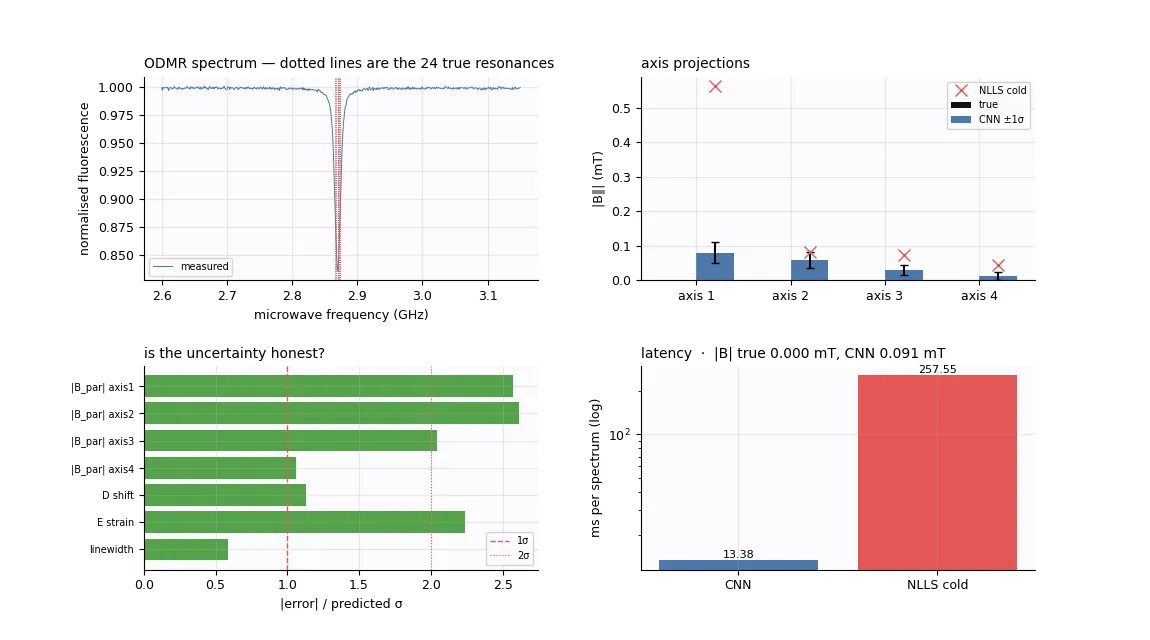 ODMR spectrum — dotted lines are the 24 true resonances
normalised fluorescence
1.000
0.975
0.950
0.925
0.900
0.875
0.850
measured
2.6 2.7 2.8 2.9 3.0 3.1
microwave frequency (GHz)
axis projections
|B∥| (mT)
0.5
0.4
0.3
0.2
0.1
0.0
NLLS cold
true
CNN ±1σ
axis 1 axis 2 axis 3 axis 4
is the uncertainty honest?
|B_par| axis1
|B_par| axis2
|B_par| axis3
|B_par| axis4
D shift
E strain
linewidth
1σ
2σ
0.0 0.5 1.0 1.5 2.0 2.5
|error| / predicted σ
latency · |B| true 0.000 mT, CNN 0.091 mT
ms per spectrum (log)
10²
257.55
13.38
CNN NLLS cold